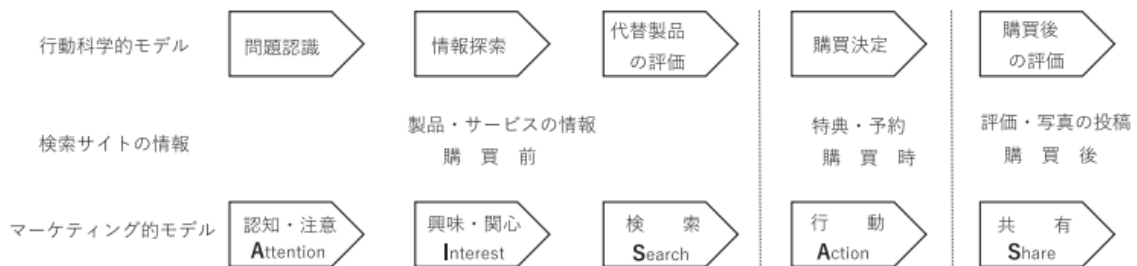 行動科学的モデル
問題認識
情報探索
代替製品
の評価
購買決定
購買後
の評価
検索サイトの情報
製品・サービスの情報
購 買 前
特典・予約
購 買 時
評価・写真の投稿
購 買 後
マーケティング的モデル
認知・注意
Attention
興味・関心
Interest
検 索
Search
行 動
Action
共 有
Share